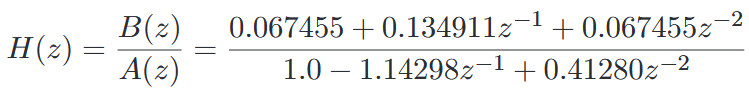 H(z) = B(z)/A(z) = (0.067455 + 0.134911z⁻¹ + 0.067455z⁻²)/(1.0 − 1.14298z⁻¹ + 0.41280z⁻²)